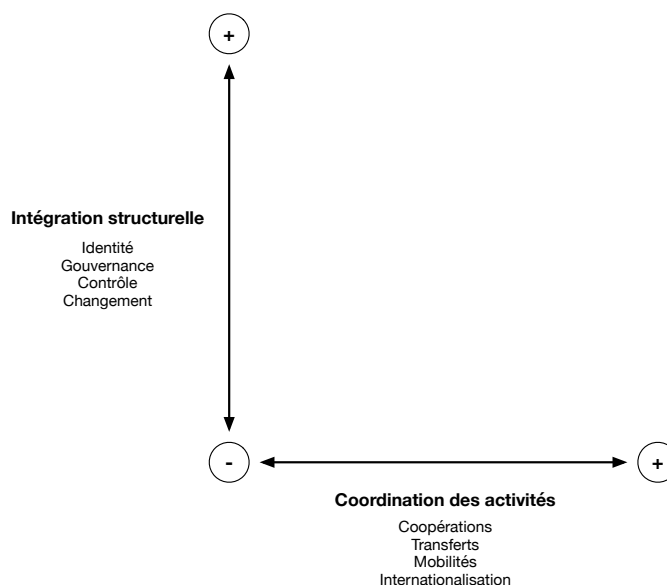 +
Intégration structurelle
Identité
Gouvernance
Contrôle
Changement
-
+
Coordination des activités
Coopérations
Transferts
Mobilités
Internationalisation